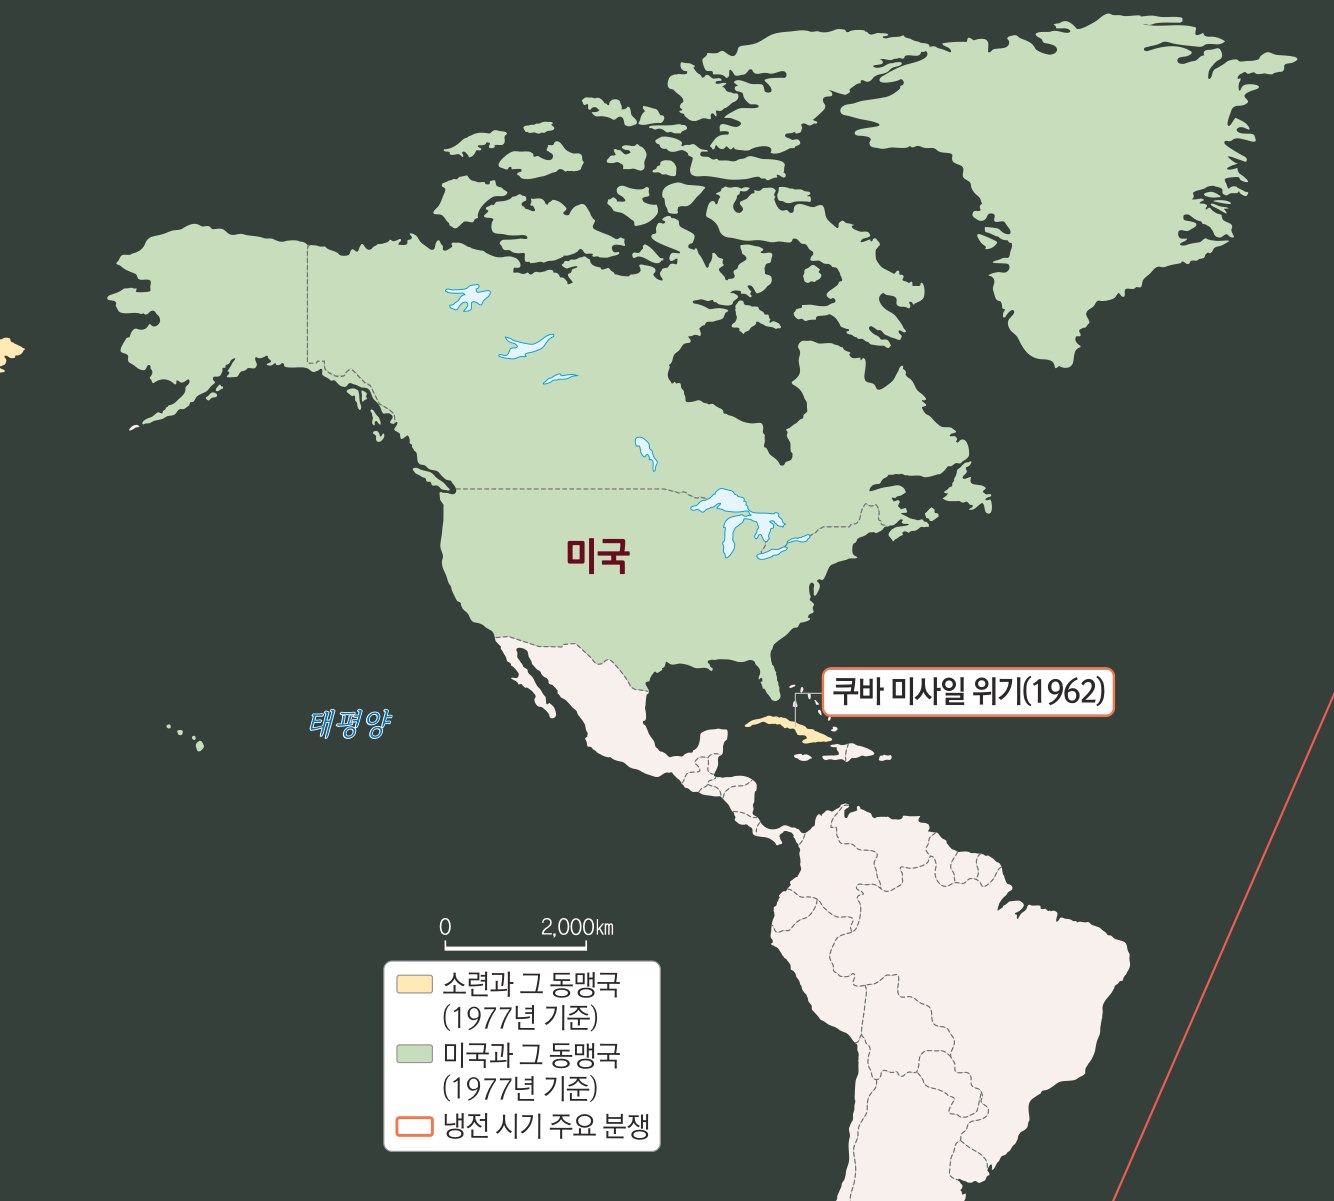 미국
쿠바 미사일 위기(1962)
태평양
0 2,000km
소련과 그 동맹국
(1977년 기준)
미국과 그 동맹국
(1977년 기준)
냉전 시기 주요 분쟁